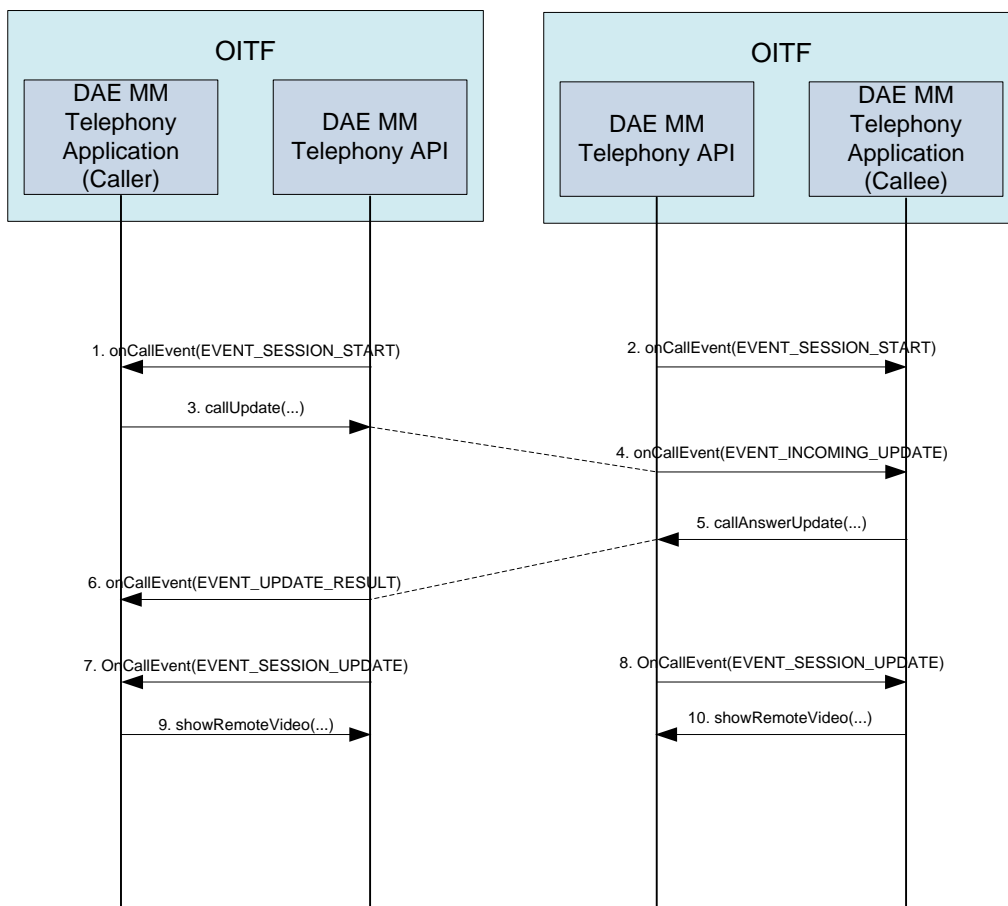 OITF
DAE MM
Telephony
Application
(Caller)
DAE MM
Telephony API
OITF
DAE MM
Telephony API
DAE MM
Telephony
Application
(Callee)
1. onCallEvent(EVENT_SESSION_START)
2. onCallEvent(EVENT_SESSION_START)
3. callUpdate(...)
4. onCallEvent(EVENT_INCOMING_UPDATE)
5. callAnswerUpdate(...)
6. onCallEvent(EVENT_UPDATE_RESULT)
7. OnCallEvent(EVENT_SESSION_UPDATE)
8. OnCallEvent(EVENT_SESSION_UPDATE)
9. showRemoteVideo(...)
10. showRemoteVideo(...)